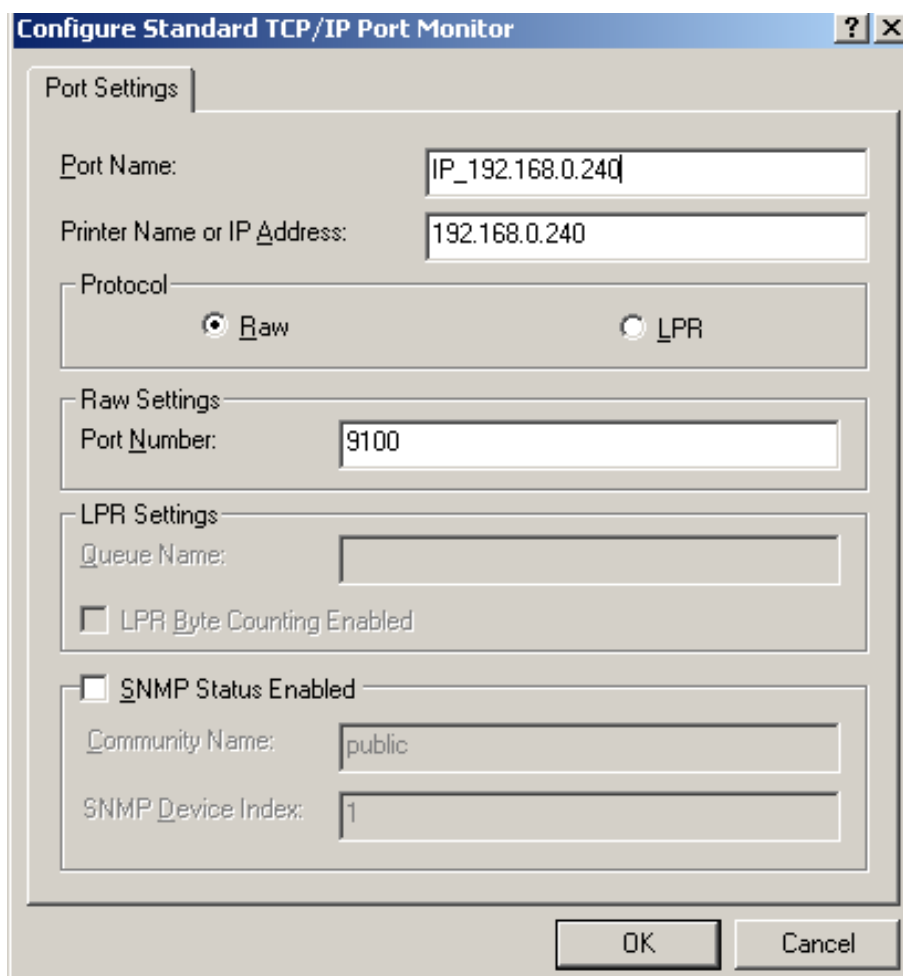 Configure Standard TCP/IP Port Monitor
Port Settings
Port Name: IP_192.168.0.240
Printer Name or IP Address: 192.168.0.240
Protocol
Raw LPR
Raw Settings
Port Number: 9100
LPR Settings
Queue Name:
LPR Byte Counting Enabled
SNMP Status Enabled
Community Name: public
SNMP Device Index: 1
OK Cancel